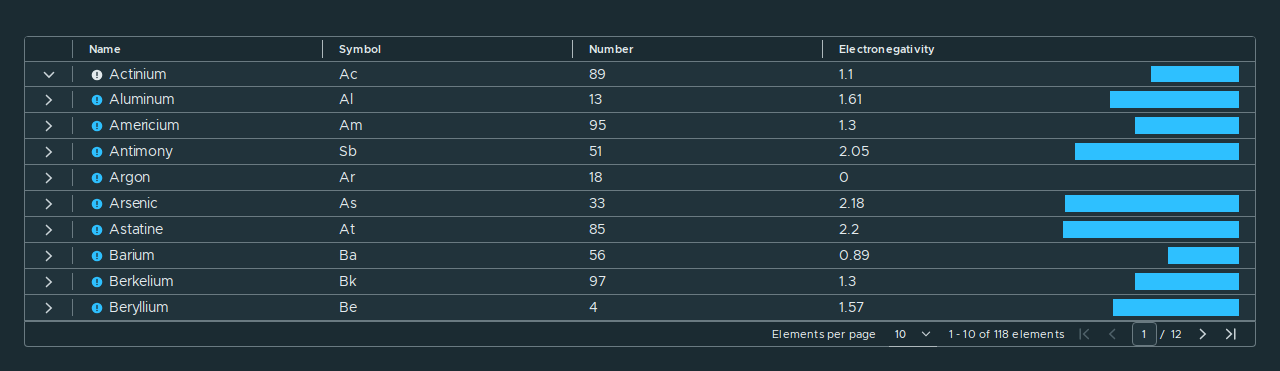 Name Symbol Number Electronegativity
Actinium Ac 89 1.1
Aluminum Al 13 1.61
Americium Am 95 1.3
Antimony Sb 51 2.05
Argon Ar 18 0
Arsenic As 33 2.18
Astatine At 85 2.2
Barium Ba 56 0.89
Berkelium Bk 97 1.3
Beryllium Be 4 1.57
Elements per page 10 1 - 10 of 118 elements 1 / 12